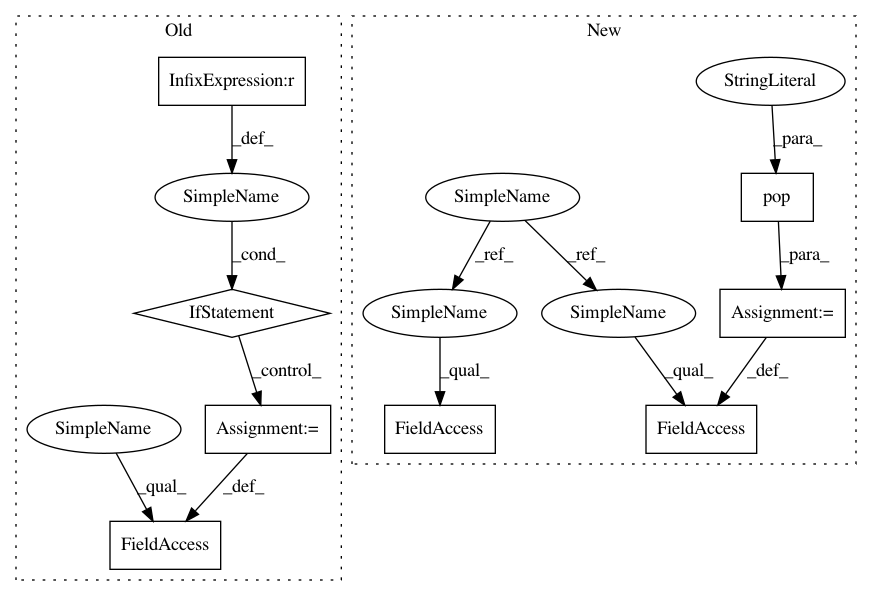 Old
InfixExpression:r
_def_
SimpleName
_cond_
IfStatement
_control_
SimpleName
Assignment:=
_qual_
_def_
FieldAccess
New
StringLiteral
_para_
SimpleName
pop
_ref_
_ref_
_para_
SimpleName
SimpleName
Assignment:=
_qual_
_qual_
_def_
FieldAccess
FieldAccess